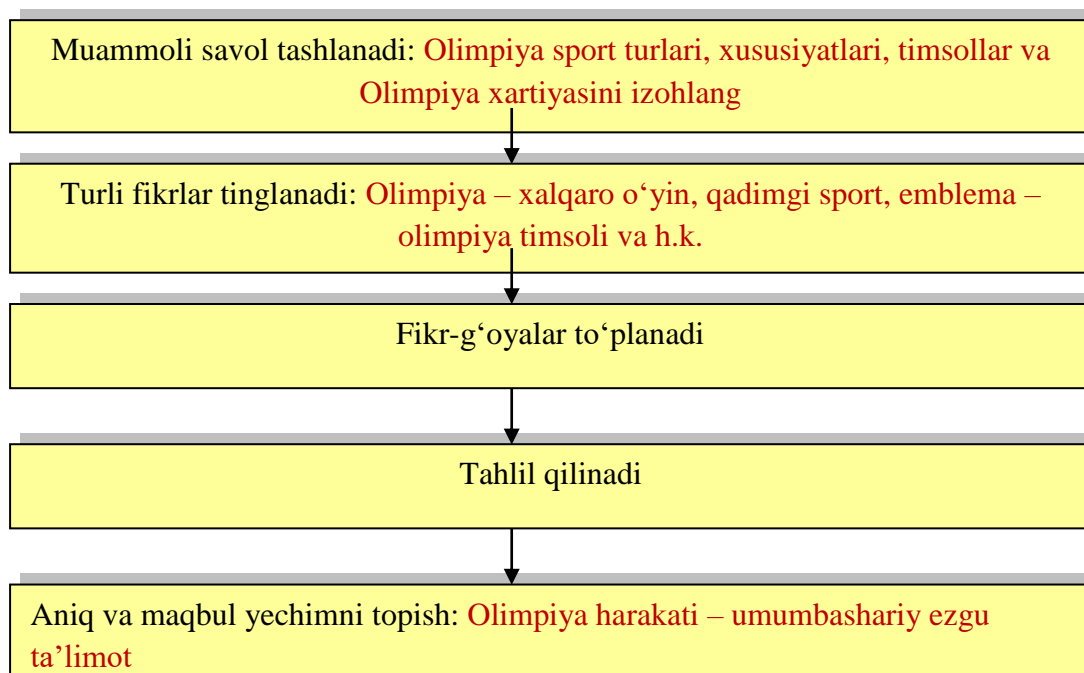 Muammoli savol tashlanadi: Olimpiya sport turlari, xususiyatlari, timsollar va
Olimpiya xartiyasini izohlang
Turli fikrlar tinglanadi: Olimpiya – xalqaro o‘yin, qadimgi sport, emblema –
olimpiya timsoli va h.k.
Fikr-g‘oyalar to‘planadi
Tahlil qilinadi
Aniq va maqbul yechimni topish: Olimpiya harakati – umumbashariy ezgu
ta’limot